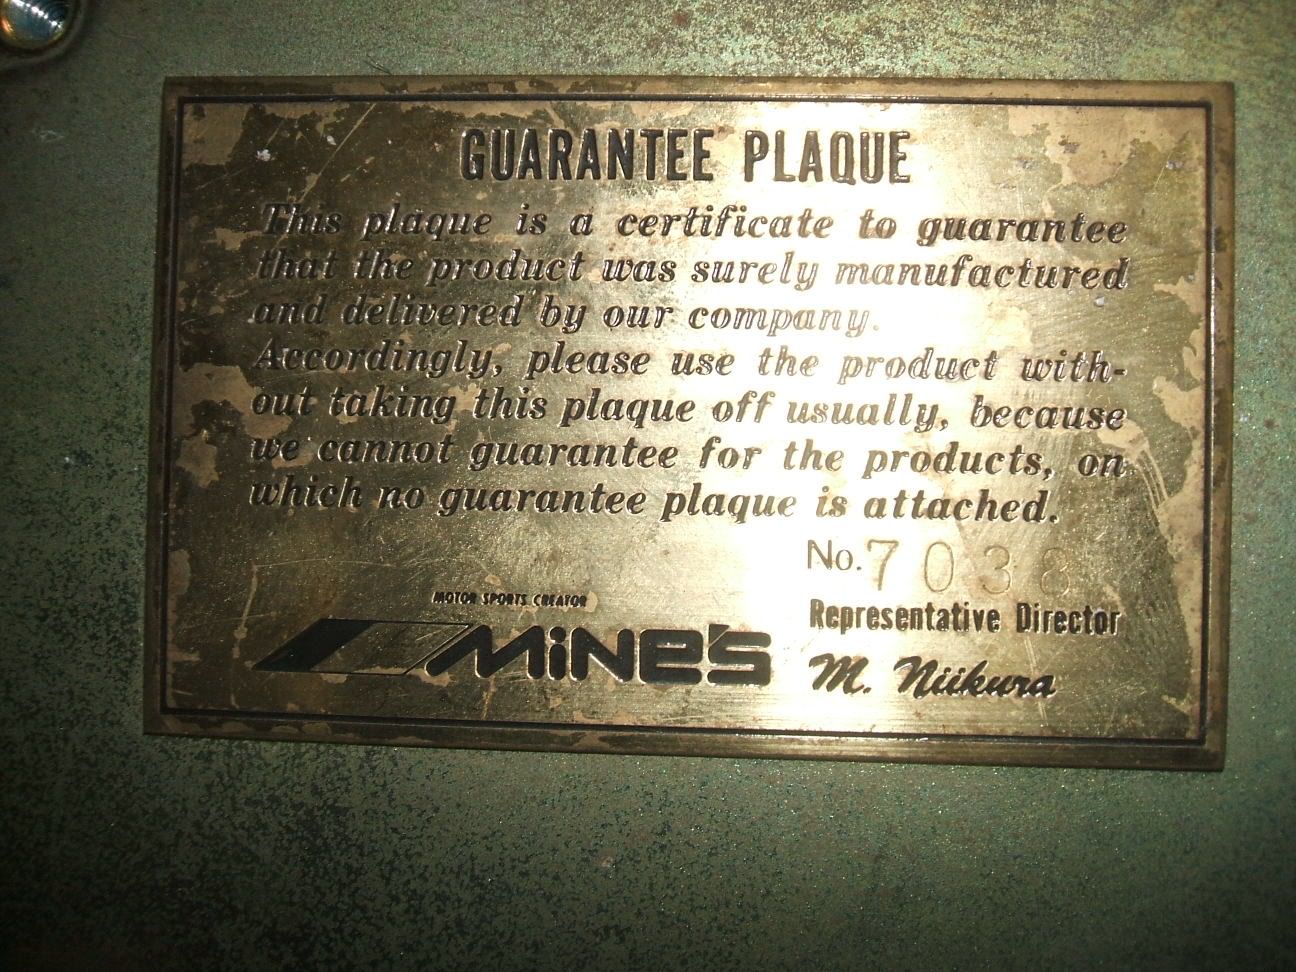 GUARANTEE PLAQUE
This plaque is a certificate to guarantee
that the product was surely manufactured
and delivered by our company.
Accordingly, please use the product with-
out taking this plaque off usually, because
we cannot guarantee for the products, on
which no guarantee plaque is attached.
No. 7038
Representative Director
M. Niikura
MOTOR SPORTS CREATOR
MiNe's